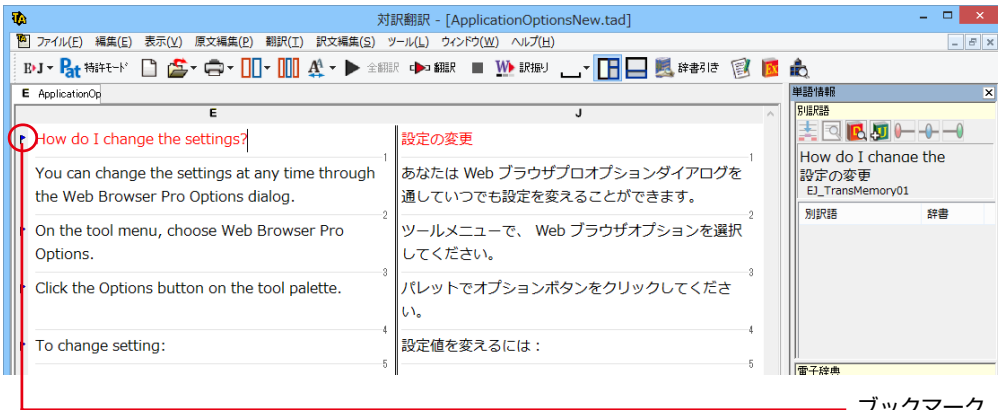 対訳翻訳 - [ApplicationOptionsNew.tad]
ファイル(F) 編集(E) 表示(V) 原文編集(P) 翻訳(T) 訳文編集(S) ツール(L) ウィンドウ(W) ヘルプ(H)
E▸J Pat 特許モード 全翻訳 翻訳 訳振り 辞書引き
E ApplicationOp
E J
How do I change the settings? 設定の変更
1 1
You can change the settings at any time through あなたは Web ブラウザプロオプションダイアログを
the Web Browser Pro Options dialog. 通していつでも設定を変えることができます。
2 2
On the tool menu, choose Web Browser Pro ツールメニューで、 Web ブラウザオプションを選択
Options. してください。
3 3
Click the Options button on the tool palette. パレットでオプションボタンをクリックしてくださ
い。
4 4
To change setting: 設定値を変えるには：
5 5
単語情報
別訳語
How do I change the
設定の変更
EJ_TransMemory01
別訳語 辞書
電子辞典
ブックマーク